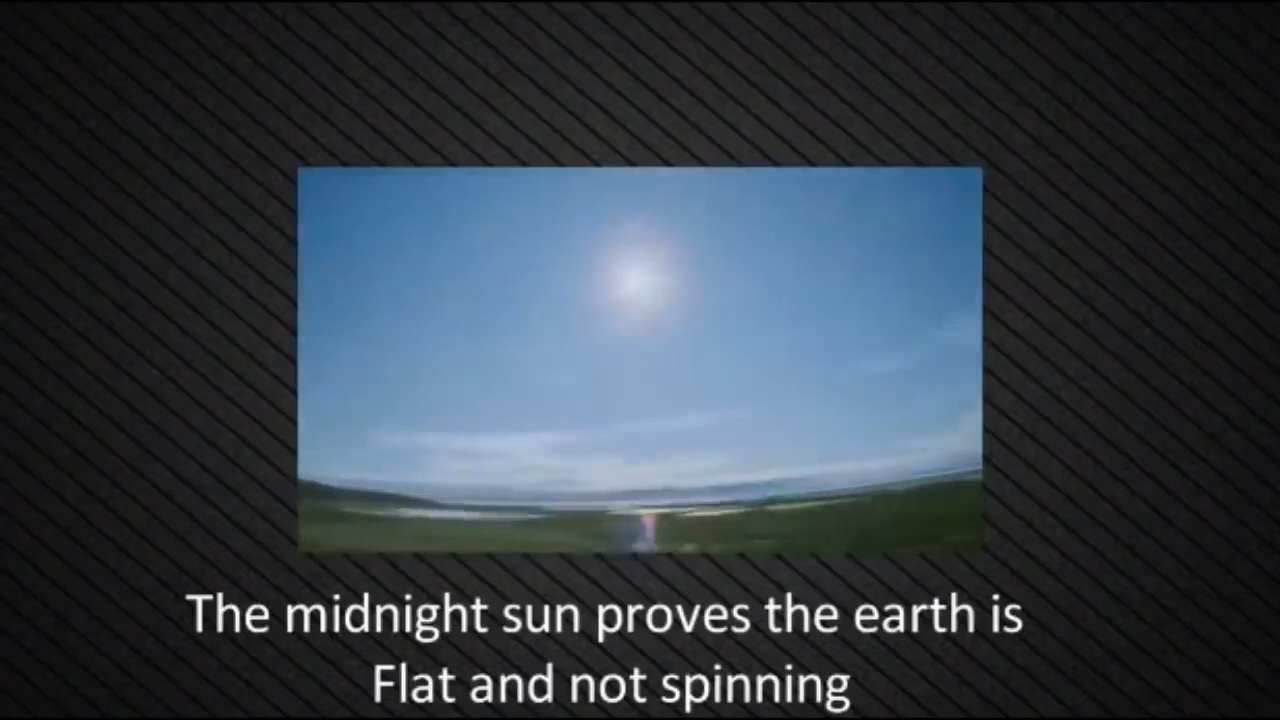 The midnight sun proves the earth is
Flat and not spinning